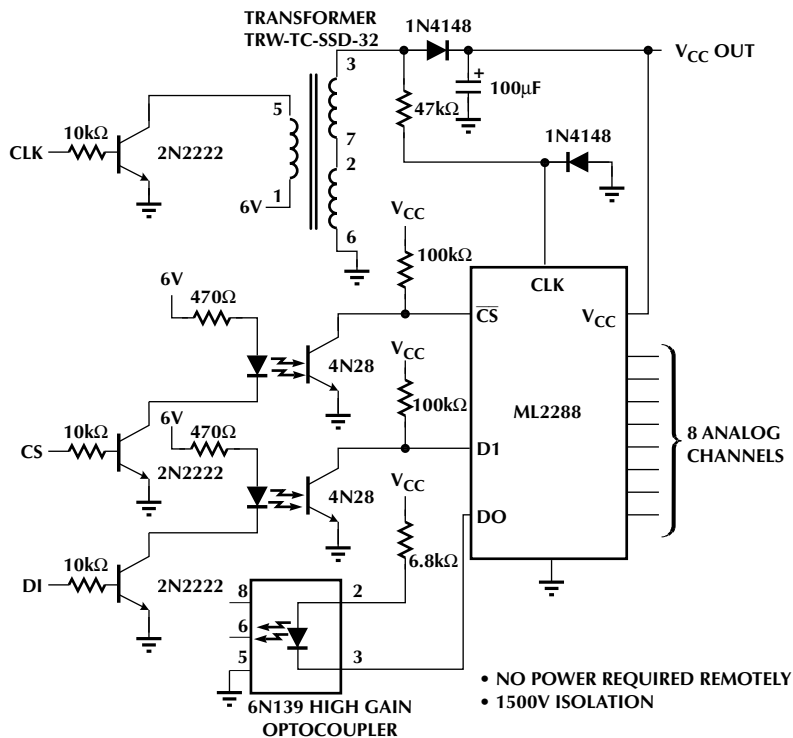 TRANSFORMER
TRW-TC-SSD-32
1N4148
3
VCC OUT
+
100µF
5
47kΩ
10kΩ
CLK
2N2222
7
2
1N4148
1
6V
6
VCC
100kΩ
CLK
6V
470Ω
CS
VCC
4N28
VCC
100kΩ
ML2288
8 ANALOG
CHANNELS
6V
470Ω
10kΩ
CS
2N2222
D1
4N28
VCC
DO
6.8kΩ
10kΩ
DI
2N2222
8
2
6
5
3
6N139 HIGH GAIN
OPTOCOUPLER
• NO POWER REQUIRED REMOTELY
• 1500V ISOLATION